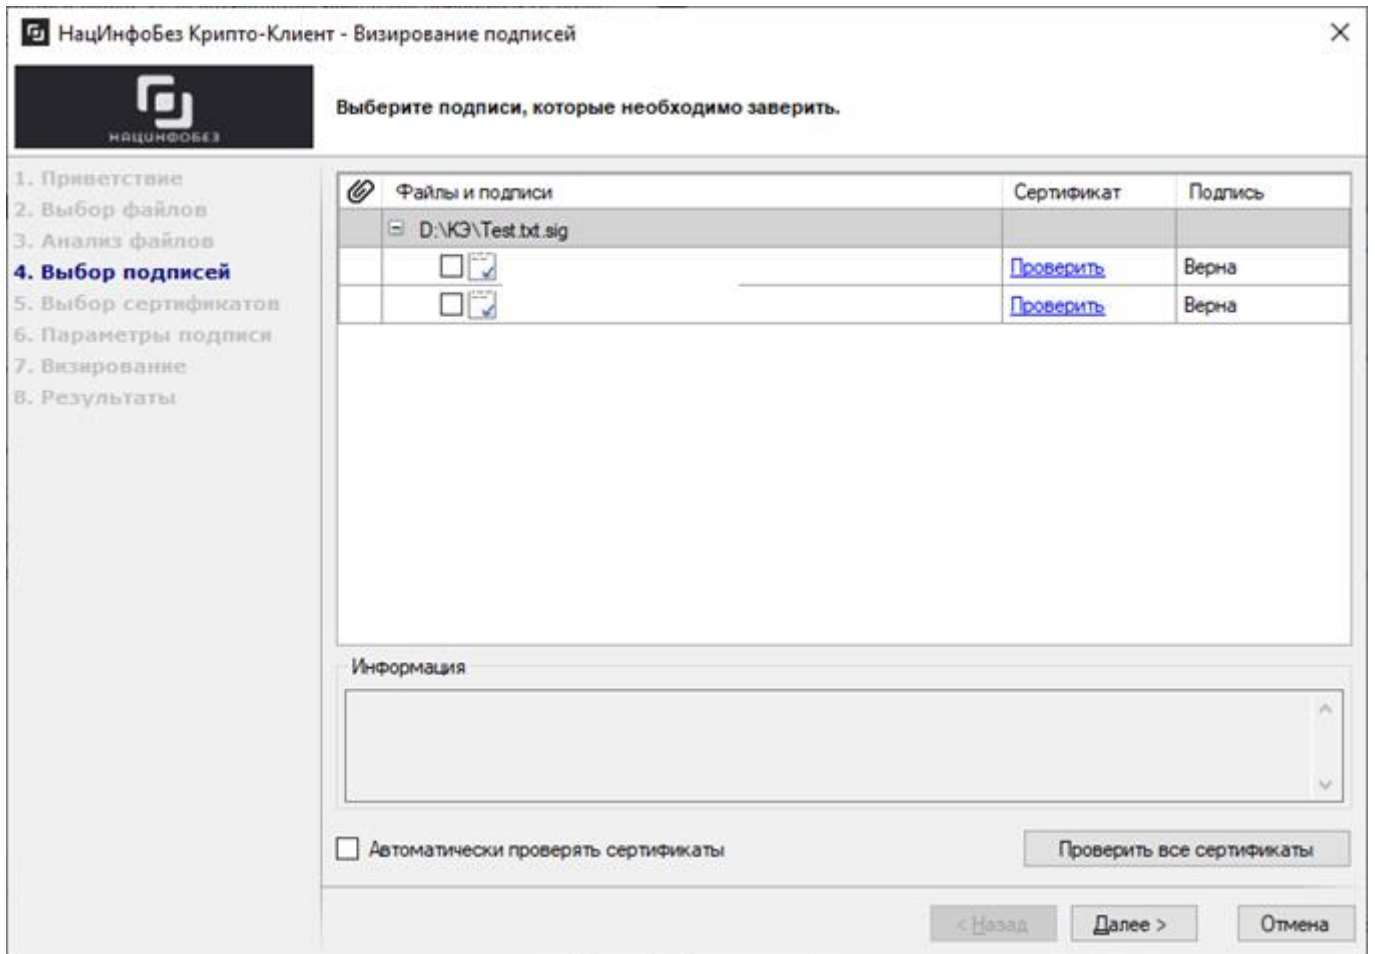 НацИнфоБез Крипто-Клиент - Визирование подписей
НАЦИНФОБЕЗ
Выберите подписи, которые необходимо заверить.
1. Приветствие
2. Выбор файлов
3. Анализ файлов
4. Выбор подписей
5. Выбор сертификатов
6. Параметры подписи
7. Визирование
8. Результаты
Файлы и подписи Сертификат Подпись
D:\КЭ\Test.txt.sig
Проверить Верна
Проверить Верна
Информация
Автоматически проверять сертификаты Проверить все сертификаты
< Назад Далее > Отмена